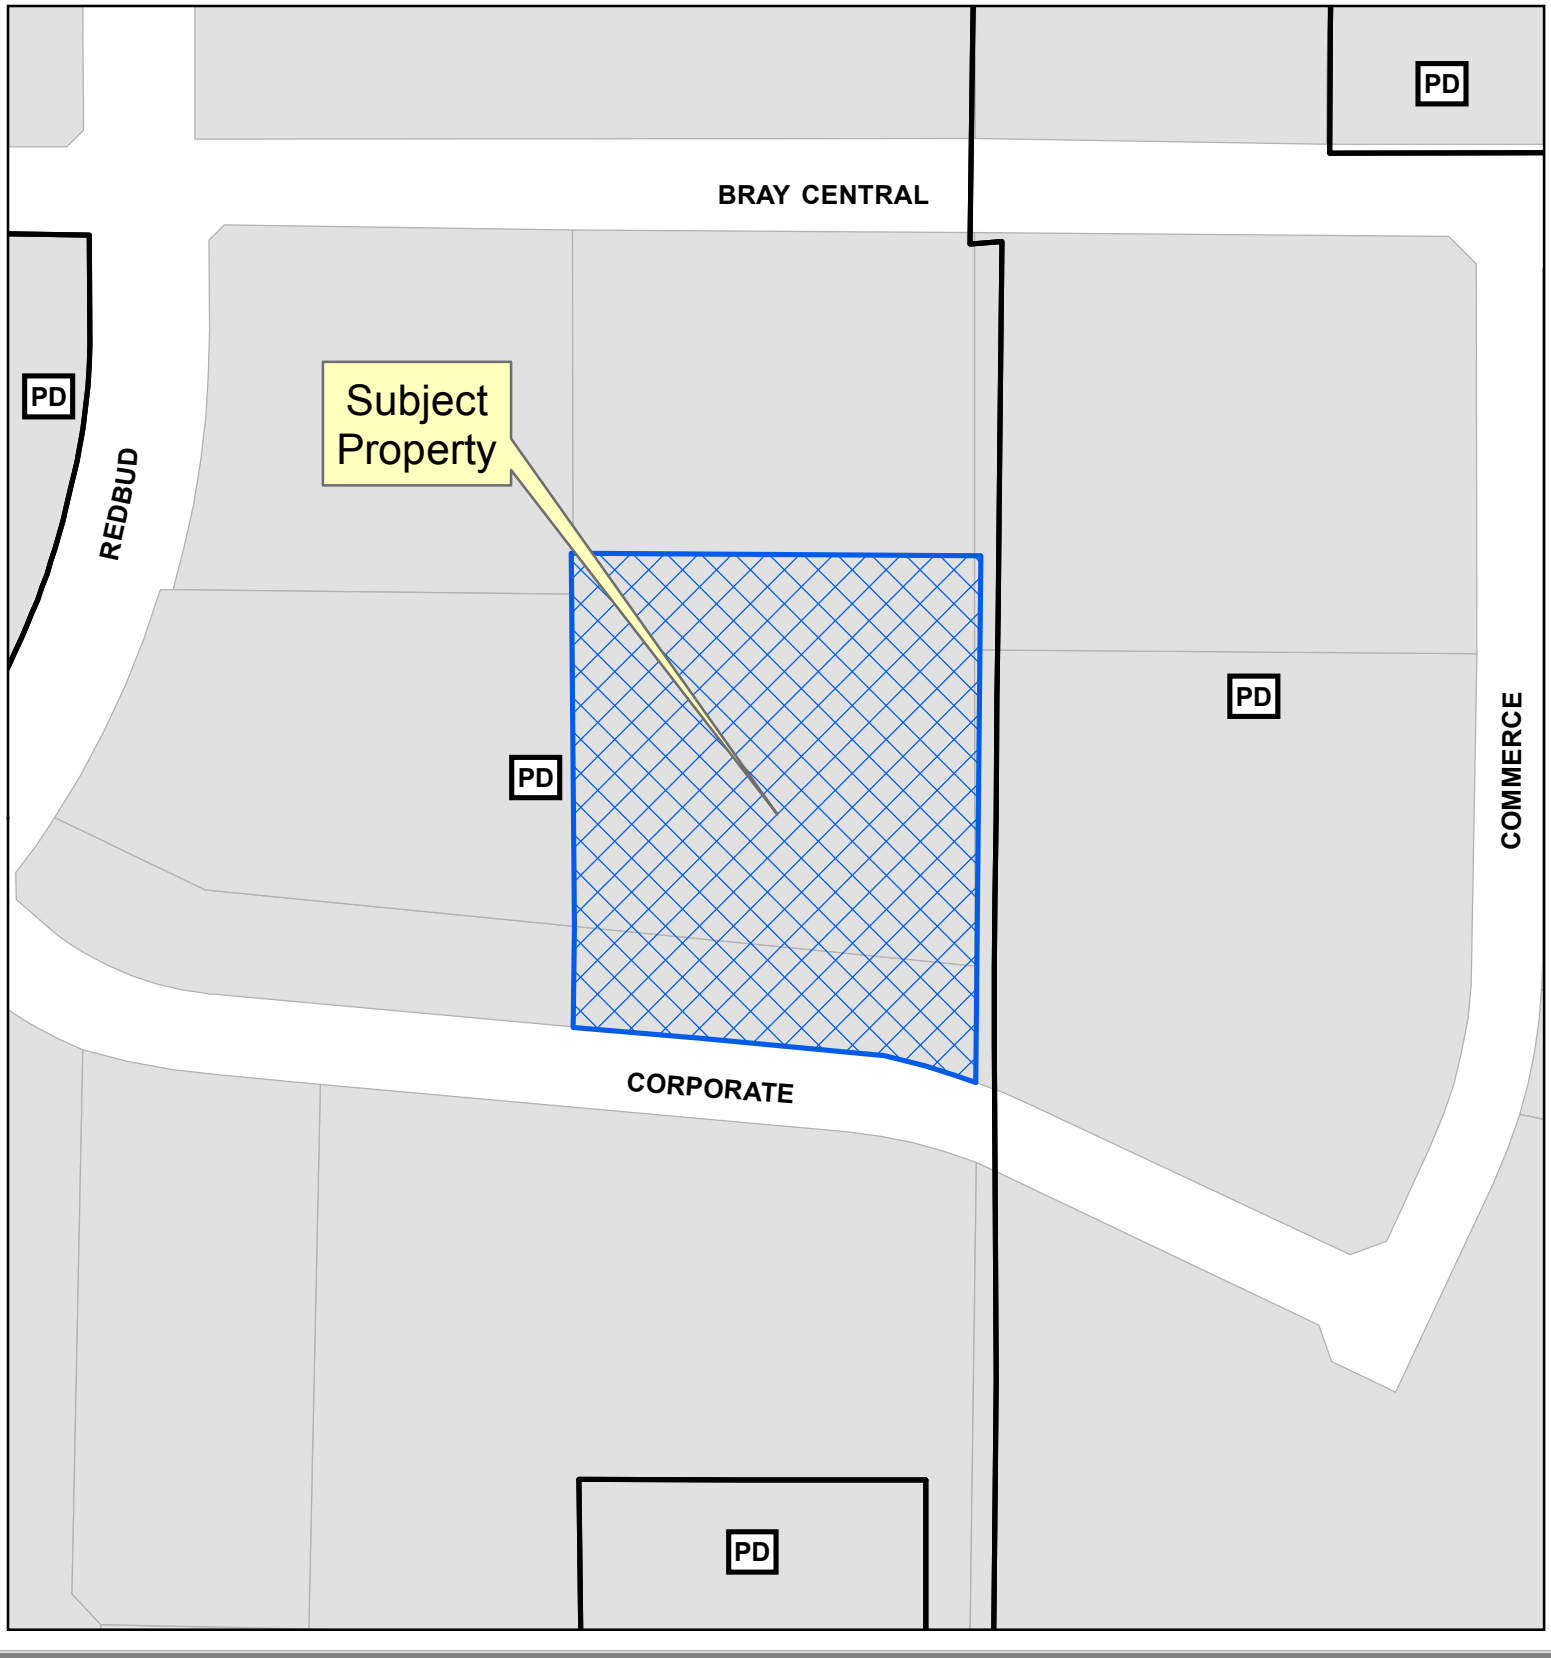 PD
BRAY CENTRAL
PD
Subject
Property
REDBUD
PD
COMMERCE
PD
CORPORATE
PD